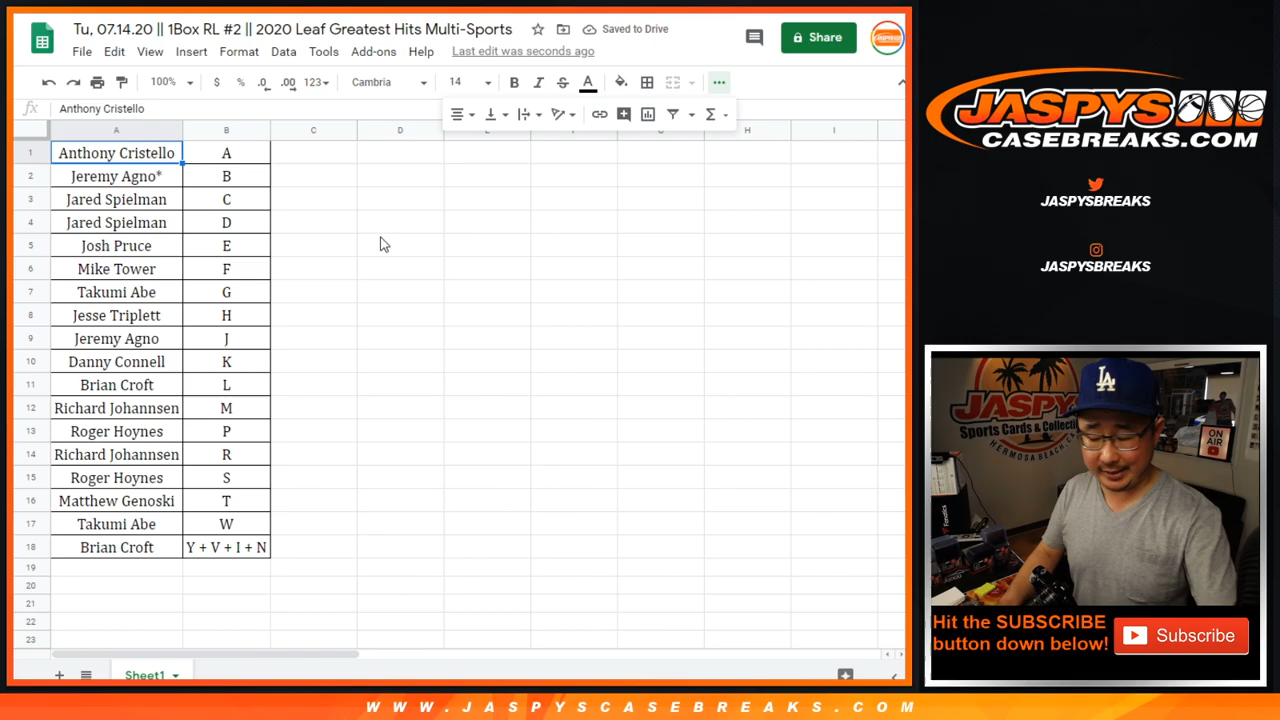 Tu, 07.14.20 || 1Box RL #2 || 2020 Leaf Greatest Hits Multi-Sports
Saved to Drive
Share
File Edit View Insert Format Data Tools Add-ons Help Last edit was seconds ago
100% $ % .0 .00 123 Cambria 14 B I S A
fx Anthony Cristello
A B C D H I
1 Anthony Cristello A
2 Jeremy Agno* B
3 Jared Spielman C
4 Jared Spielman D
5 Josh Pruce E
6 Mike Tower F
7 Takumi Abe G
8 Jesse Triplett H
9 Jeremy Agno J
10 Danny Connell K
11 Brian Croft L
12 Richard Johannsen M
13 Roger Hoynes P
14 Richard Johannsen R
15 Roger Hoynes S
16 Matthew Genoski T
17 Takumi Abe W
18 Brian Croft Y + V + I + N
19
20
21
22
23
Sheet1
JASPYS
CASEBREAKS.COM
JASPYSBREAKS
JASPYSBREAKS
JASPYS
Sports Cards & Collecti
HERMOSA BEACH, CA
LA
ON
AIR
Fanatics
Hit the SUBSCRIBE
button down below!
Subscribe
WWW.JASPYSCASEBREAKS.COM